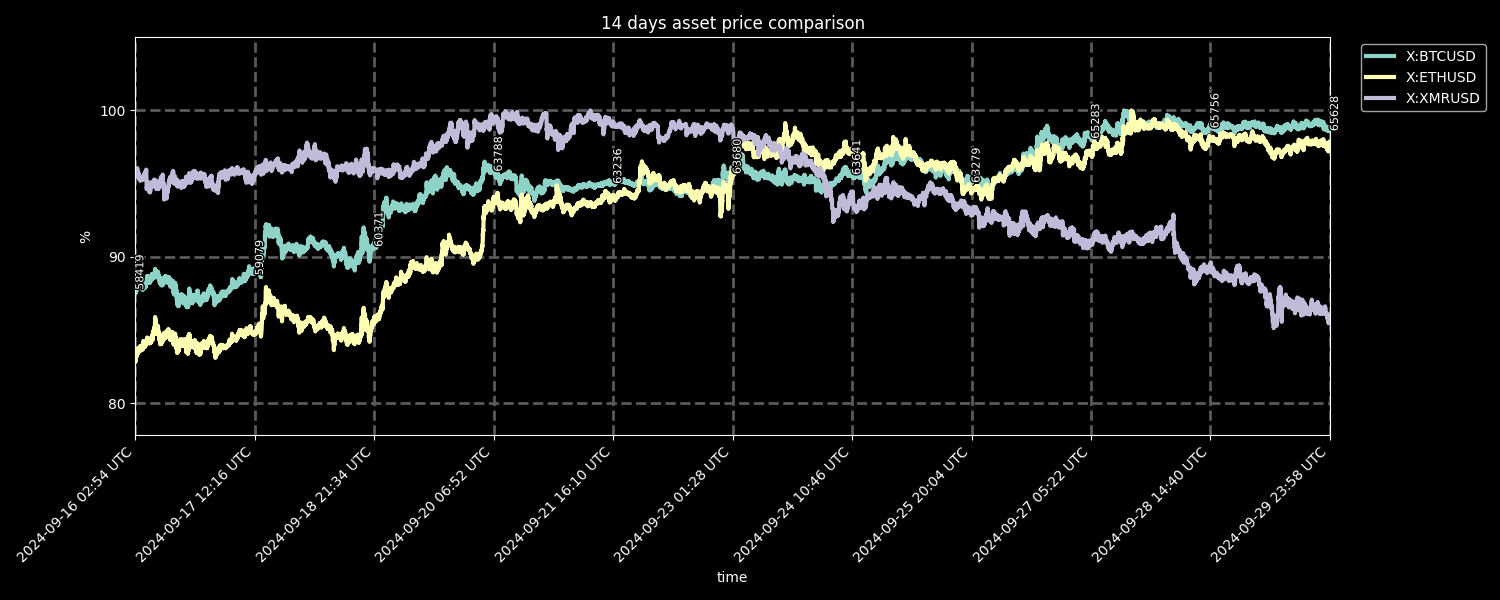 14 days asset price comparison
X:BTCUSD
X:ETHUSD
X:XMRUSD
100
90
80
%
58419
59079
60371
63788
63236
63680
63641
63279
65283
65756
65628
2024-09-16 02:54 UTC
2024-09-17 12:16 UTC
2024-09-18 21:34 UTC
2024-09-20 06:52 UTC
2024-09-21 16:10 UTC
2024-09-23 01:28 UTC
2024-09-24 10:46 UTC
2024-09-25 20:04 UTC
2024-09-27 05:22 UTC
2024-09-28 14:40 UTC
2024-09-29 23:58 UTC
time